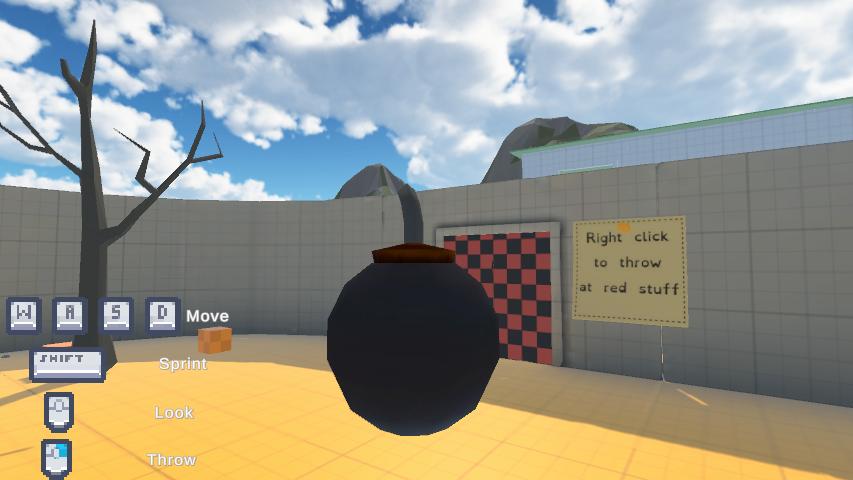 Right click
to throw
at red stuff
W A S D Move
SHIFT Sprint
Look
Throw